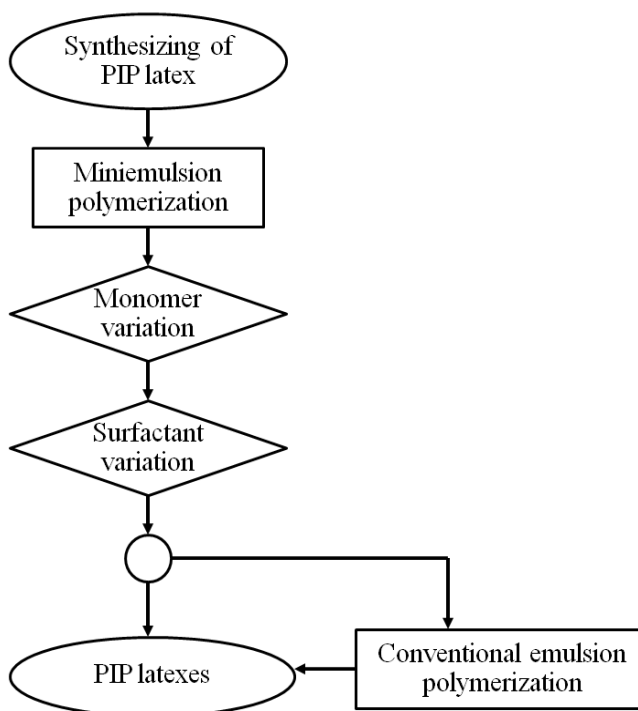 Synthesizing of
PIP latex
Miniemulsion
polymerization
Monomer
variation
Surfactant
variation
PIP latexes
Conventional emulsion
polymerization